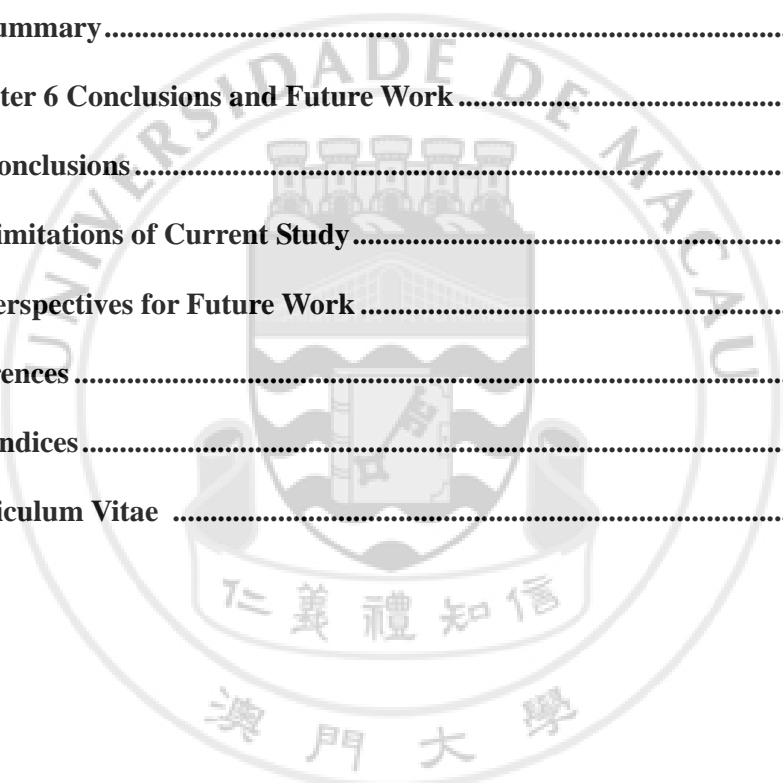 ummary
ter 6 Conclusions and Future Work
onclusions
imitations of Current Study
erspectives for Future Work
rences
ndices
iculum Vitae
UNIVERSIDADE DE MACAU
仁義禮知信
澳門大學